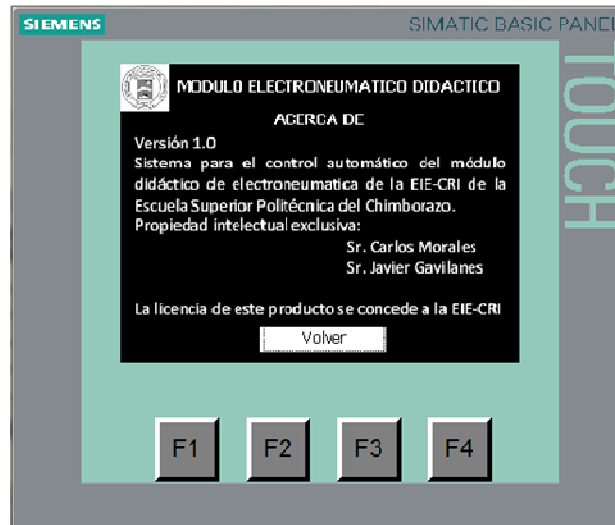 SIEMENS
SIMATIC BASIC PANEL
TOUCH
MODULO ELECTRONEUMATICO DIDACTICO
ACERCA DE
Versión 1.0
Sistema para el control automático del módulo
didáctico de electroneumatica de la EIE-CRI de la
Escuela Superior Politécnica del Chimborazo.
Propiedad intelectual exclusiva:
Sr. Carlos Morales
Sr. Javier Gavilanes
La licencia de este producto se concede a la EIE-CRI
Volver
F1 F2 F3 F4